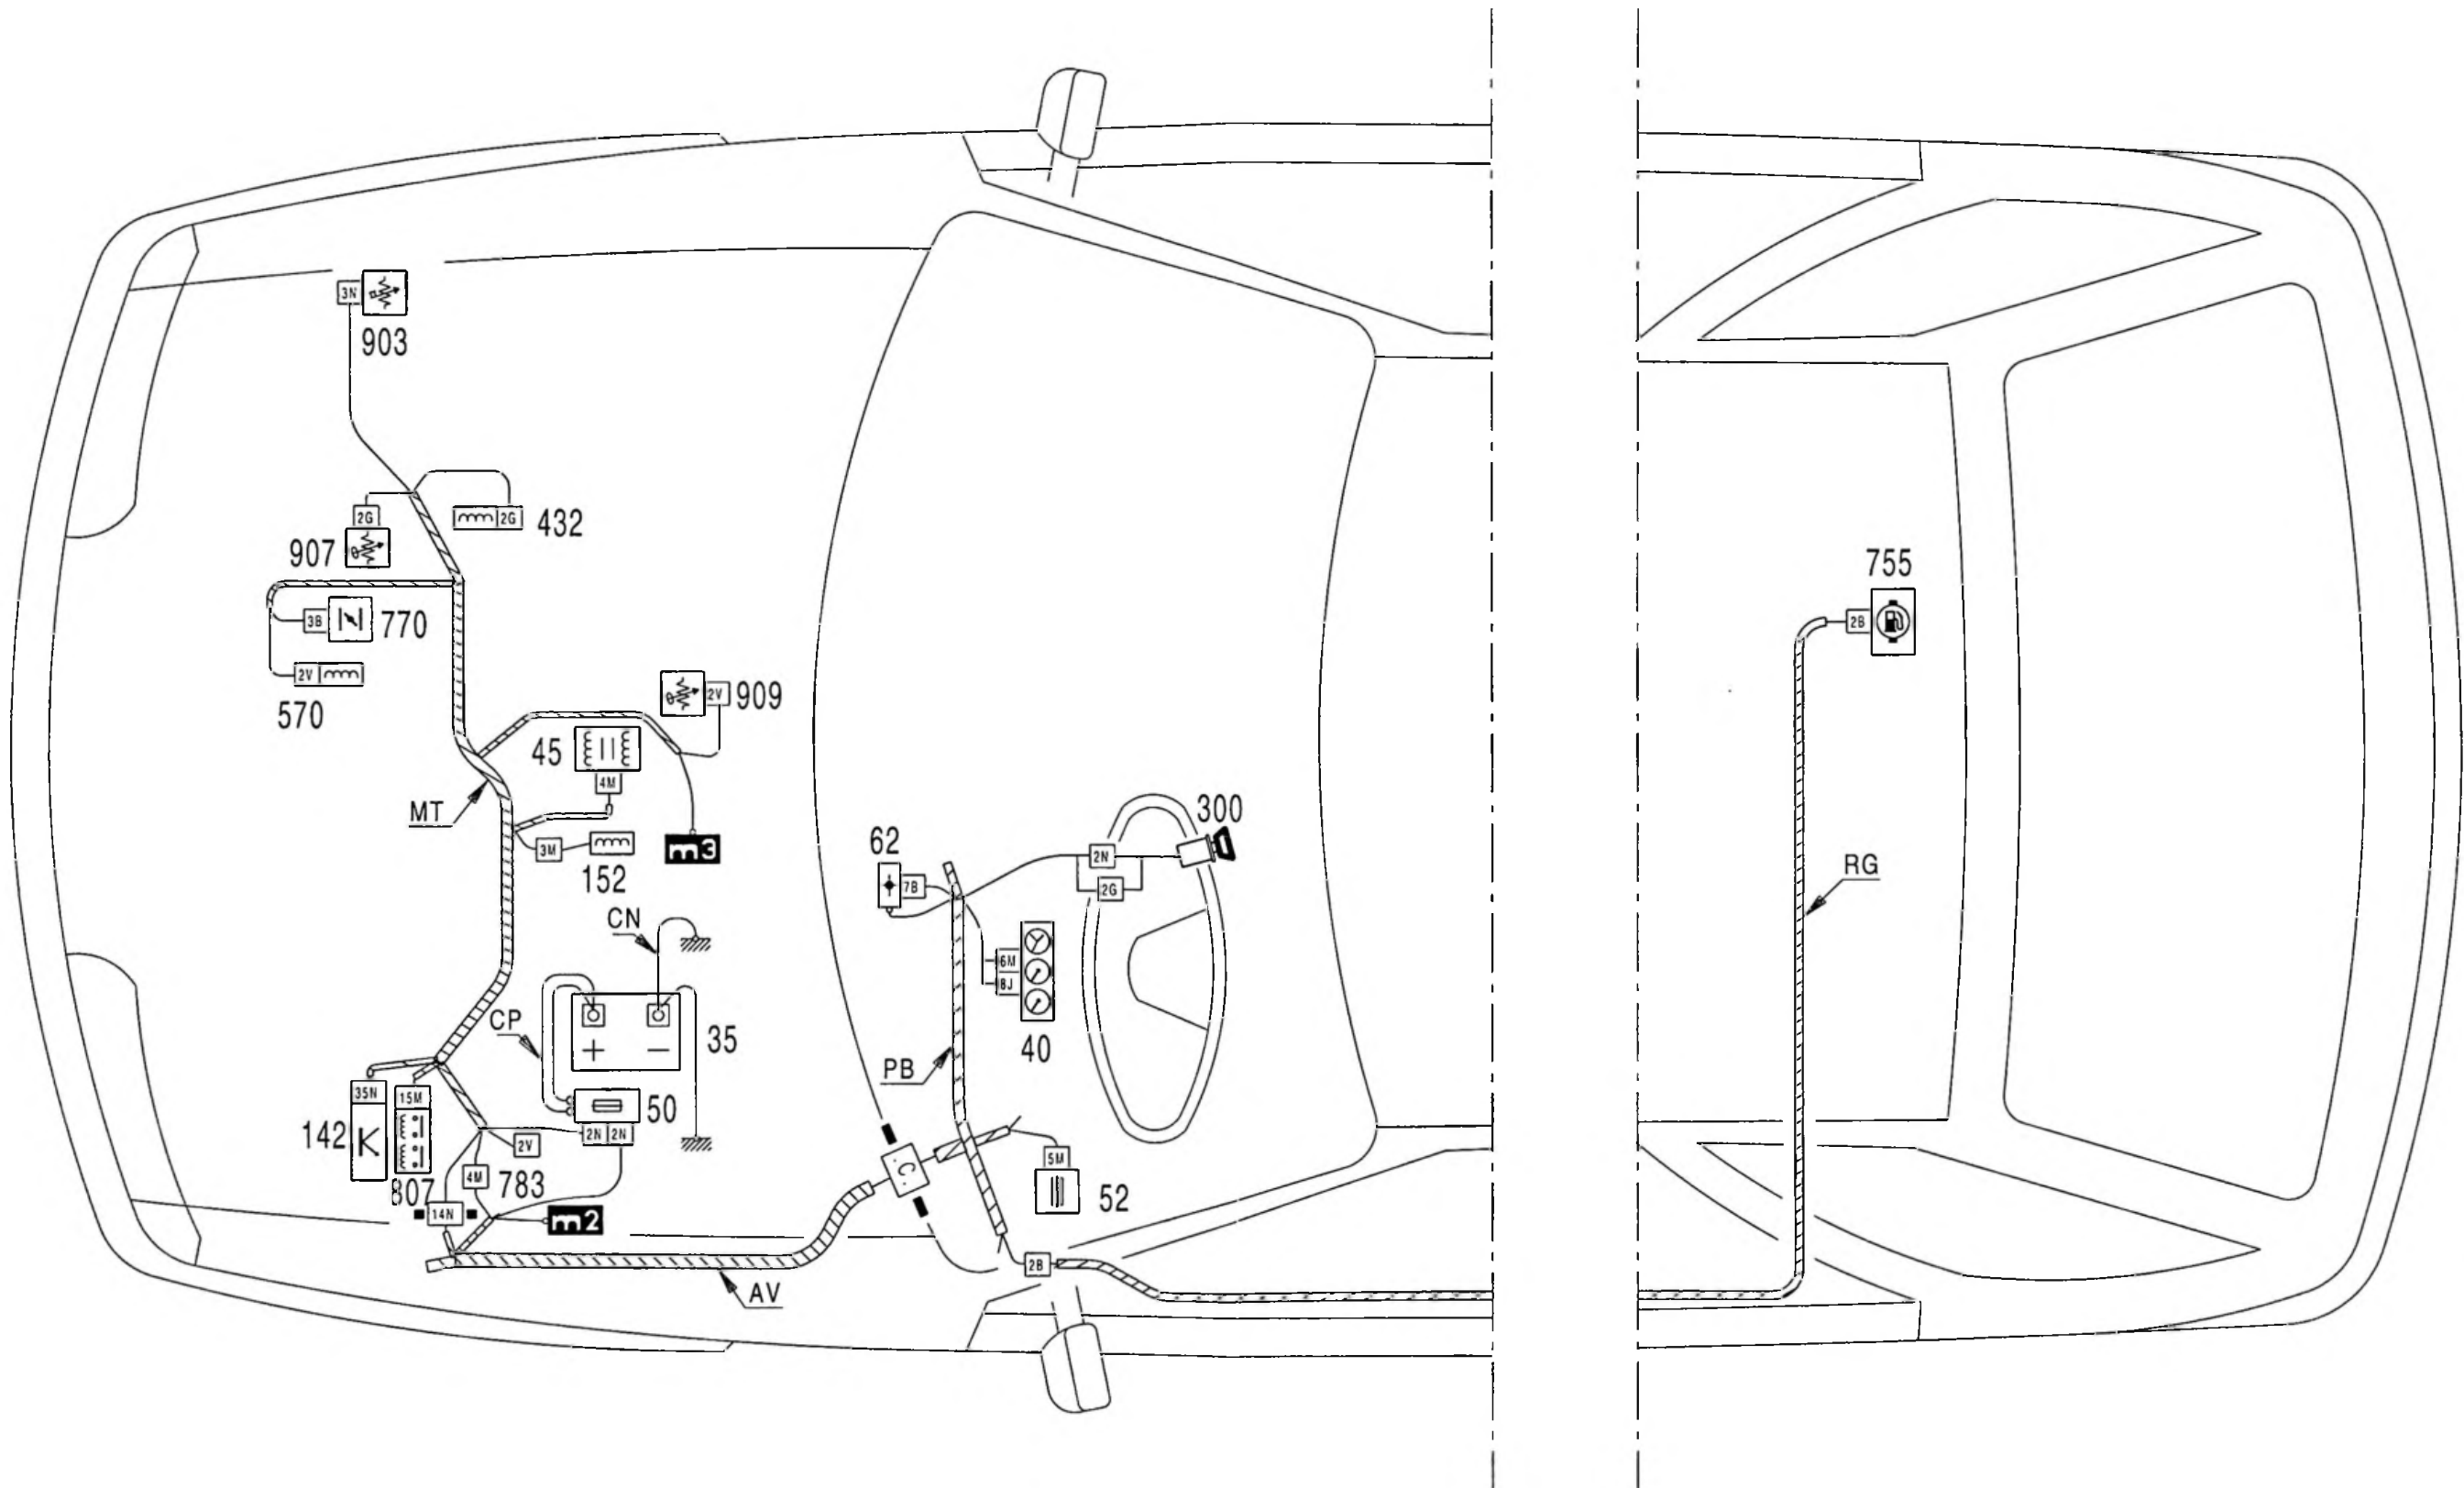 3N
903
2G
2G
432
907
755
3B
770
2B
2V
570
2V
909
45
4M
MT
300
62
2N
3M
m3
152
7B
2G
RG
CN
6M
8J
CP
35
40
PB
35N
15M
50
142
2N 2N
2V
5M
.C.
4M
783
807
52
14N
m2
2B
AV
+ −